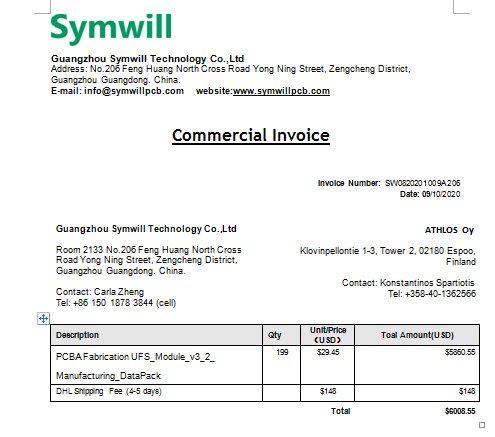 Symwill
Guangzhou Symwill Technology Co.,Ltd
Address: No.206 Feng Huang North Cross Road Yong Ning Street, Zengcheng District,
Guangzhou Guangdong. China.
E-mail: info@symwillpcb.com website:www.symwillpcb.com
Commercial Invoice
Invoice Number: SW0820201009A206
Date: 09/10/2020
Guangzhou Symwill Technology Co.,Ltd
Room 2133 No.206 Feng Huang North Cross
Road Yong Ning Street, Zengcheng District,
Guangzhou Guangdong. China.
Contact: Carla Zheng
Tel: +86 150 1878 3844 (cell)
ATHLOS Oy
Klovinpellontie 1-3, Tower 2, 02180 Espoo,
Finland
Contact: Konstantinos Spartiotis
Tel: +358-40-1362566
Description Qty Unit/Price (USD) Toal Amount(USD)
PCBA Fabrication UFS_Module_v3_2_ 199 $29.45 $5860.55
Manufacturing_DataPack
DHL Shipping Fee (4-5 days) $148 $148
Total $6008.55